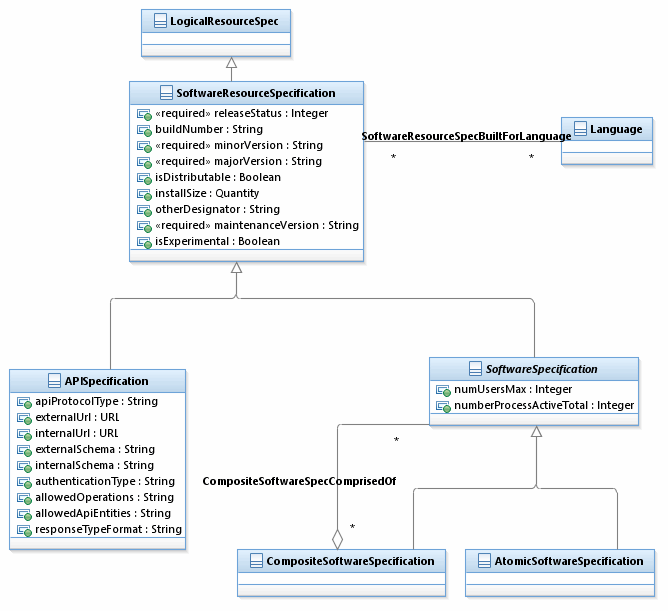 LogicalResourceSpec
SoftwareResourceSpecification
«required» releaseStatus : Integer
buildNumber : String
«required» minorVersion : String
«required» majorVersion : String
isDistributable : Boolean
installSize : Quantity
otherDesignator : String
«required» maintenanceVersion : String
isExperimental : Boolean
Language
SoftwareResourceSpecBuiltForLanguage
* *
APISpecification
apiProtocolType : String
externalUrl : URL
internalUrl : URL
externalSchema : String
internalSchema : String
authenticationType : String
allowedOperations : String
allowedApiEntities : String
responseTypeFormat : String
SoftwareSpecification
numUsersMax : Integer
numberProcessActiveTotal : Integer
*
CompositeSoftwareSpecComprisedOf
*
CompositeSoftwareSpecification
AtomicSoftwareSpecification